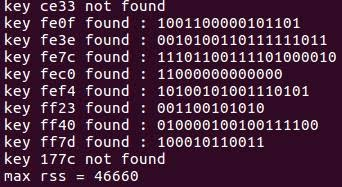 key ce33 not found
key fe0f found : 1001100000101101
key fe3e found : 0010100110111111011
key fe7c found : 11101100111101000010
key fec0 found : 11000000000000
key fef4 found : 10100101001110101
key ff23 found : 001100101010
key ff40 found : 010000100100111100
key ff7d found : 100010110011
key 177c not found
max rss = 46660